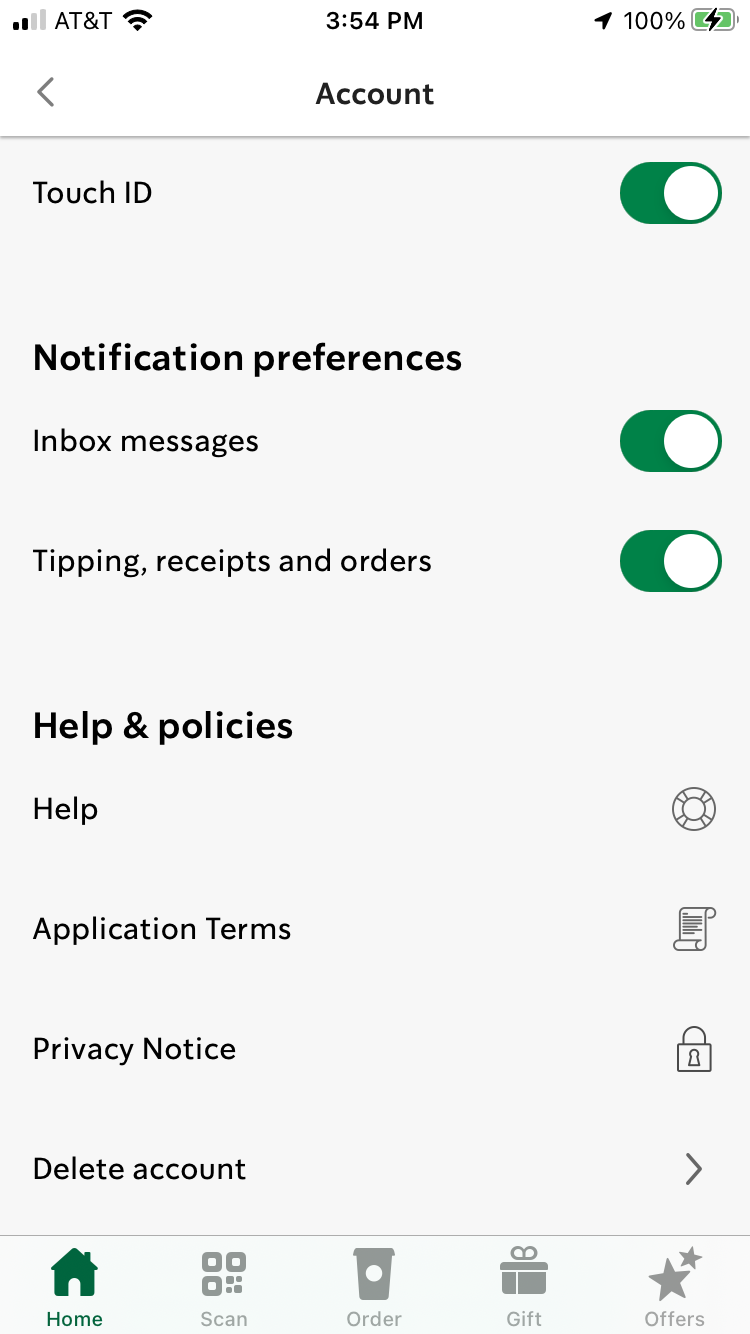 AT&T 3:54 PM 100%
Account
Touch ID
Notification preferences
Inbox messages
Tipping, receipts and orders
Help & policies
Help
Application Terms
Privacy Notice
Delete account
Home Scan Order Gift Offers